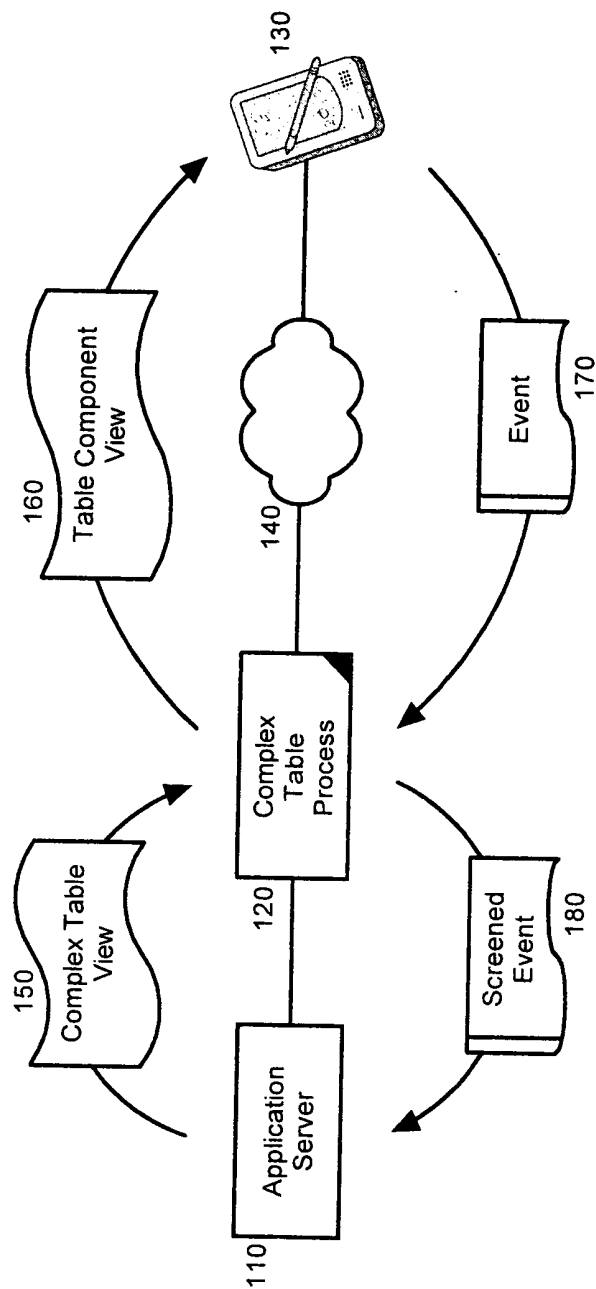 150
Complex Table
View
160
Table Component
View
110
Application
Server
120
Complex
Table
Process
140
130
Screened
Event
180
Event
170